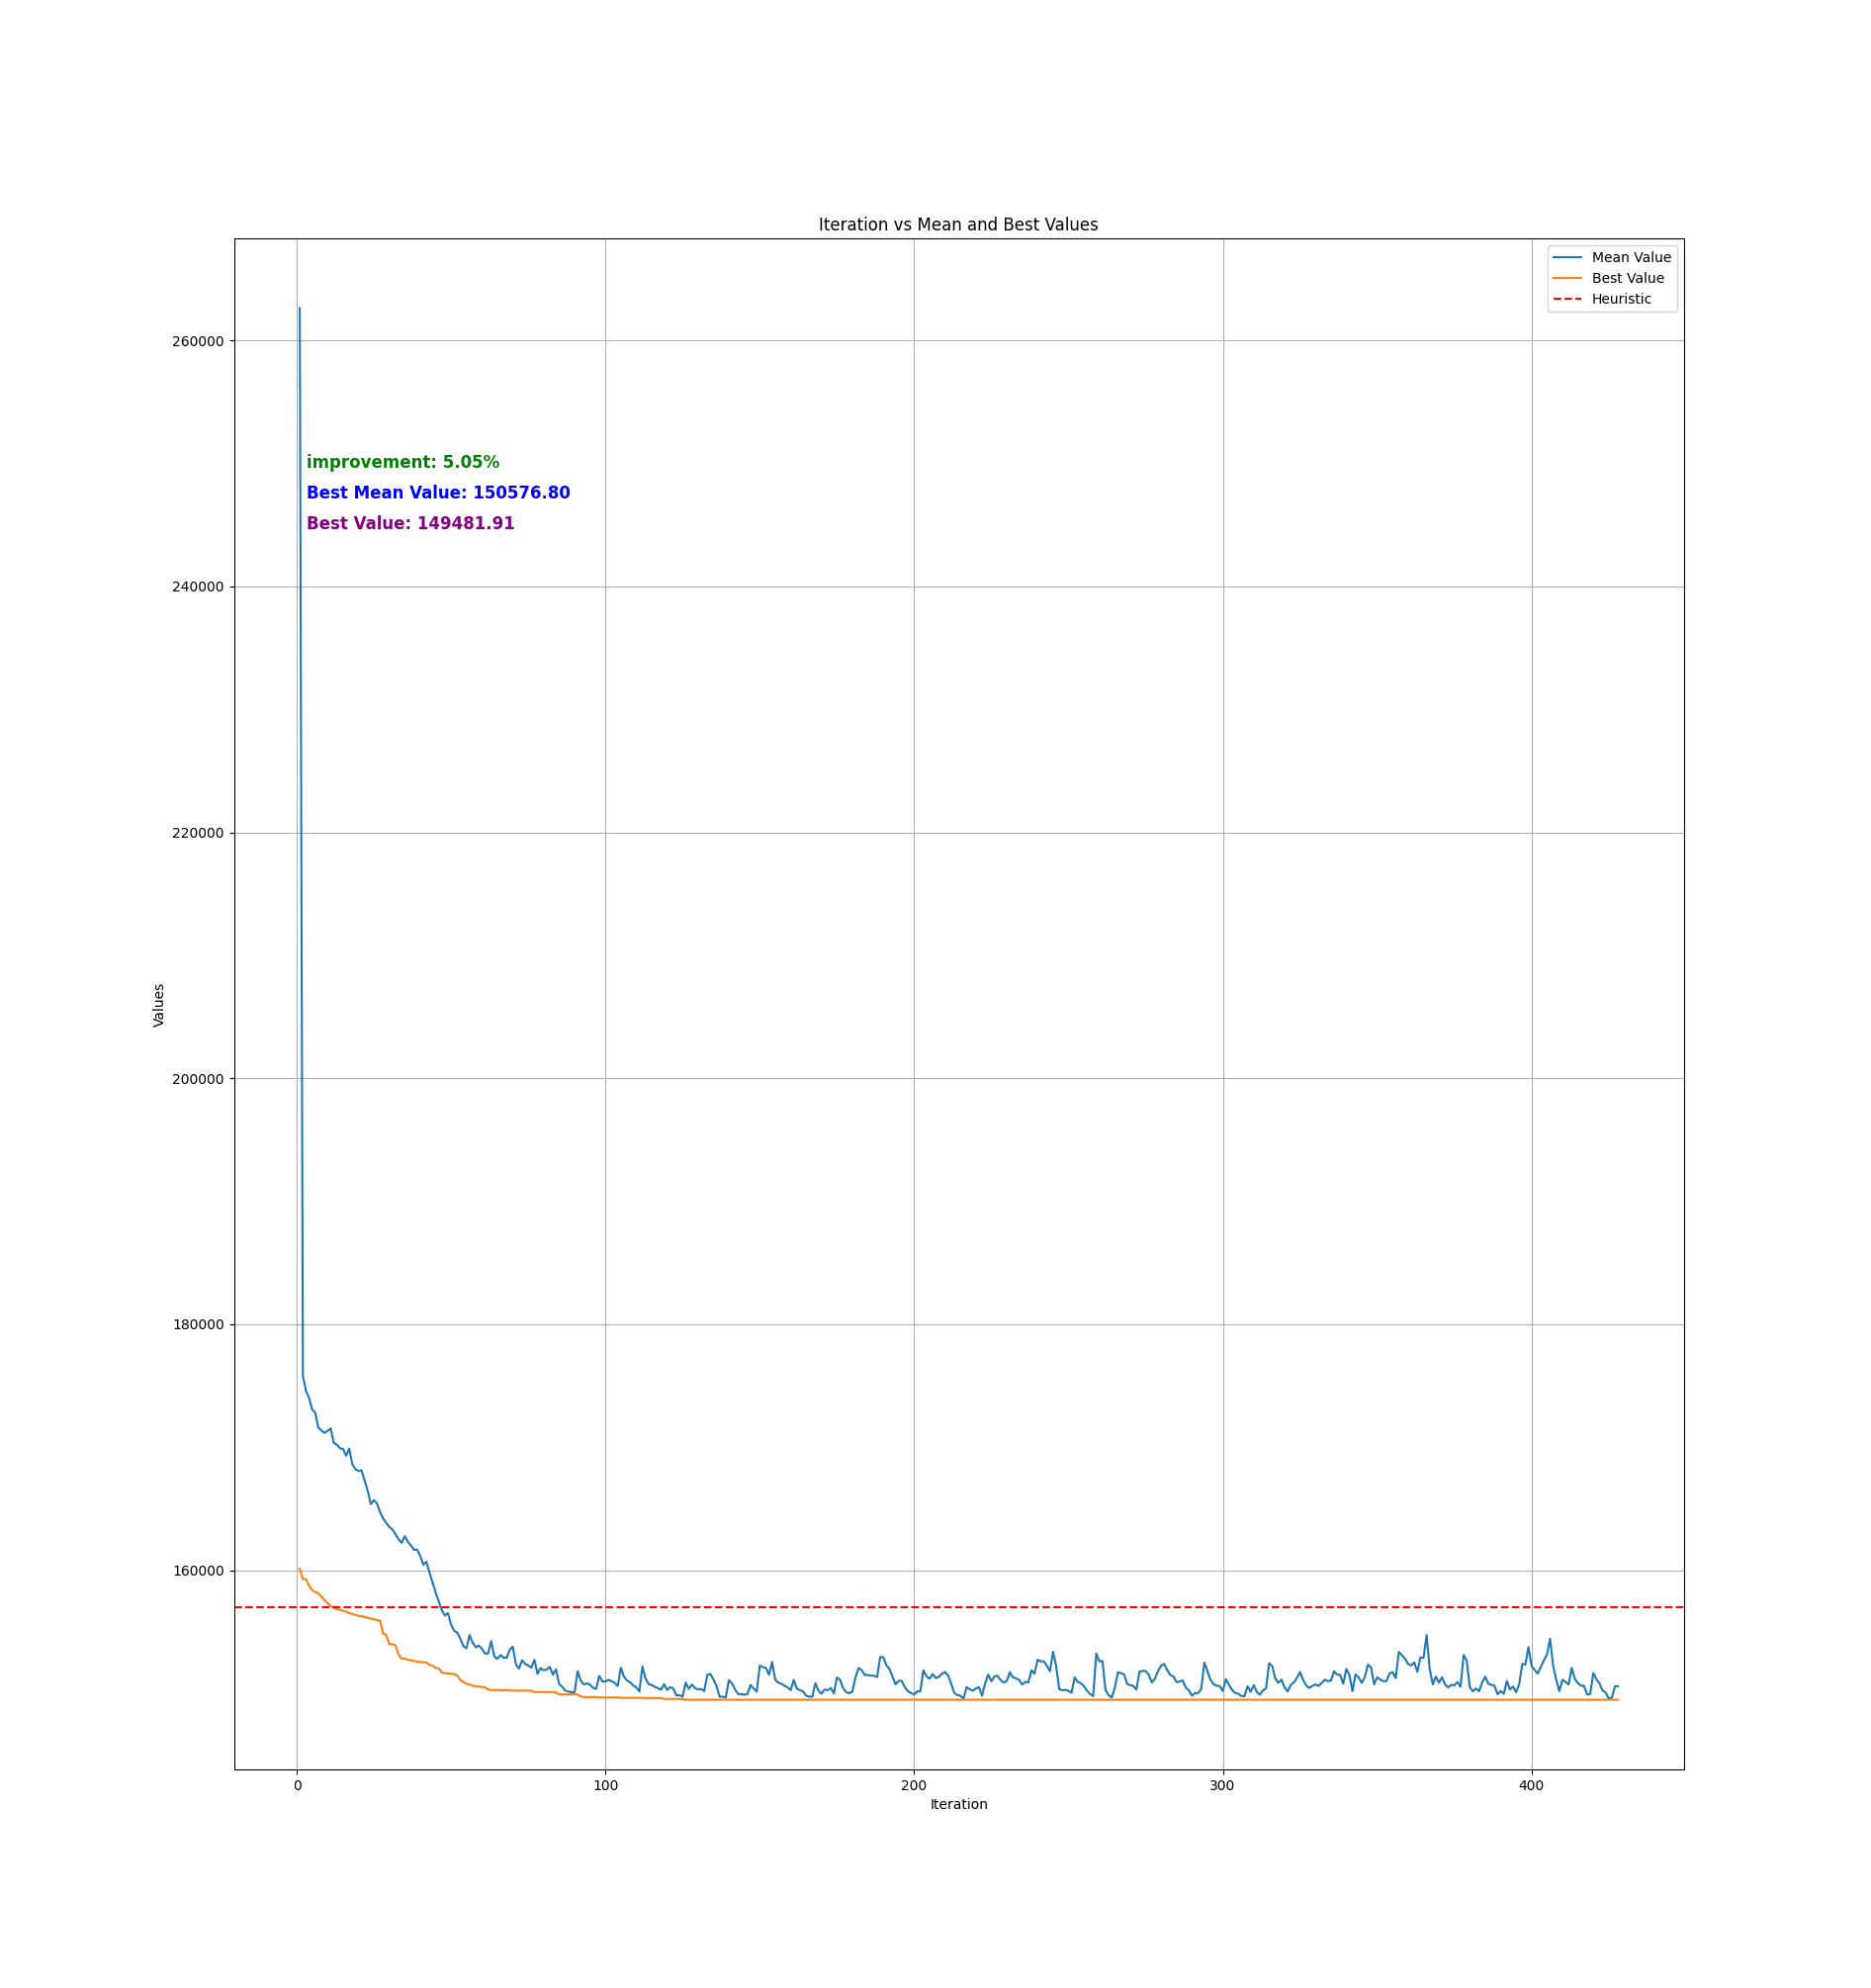 Iteration vs Mean and Best Values
Mean Value
Best Value
Heuristic
260000
improvement: 5.05%
Best Mean Value: 150576.80
Best Value: 149481.91
240000
220000
Values
200000
180000
160000
0 100 200 300 400
Iteration